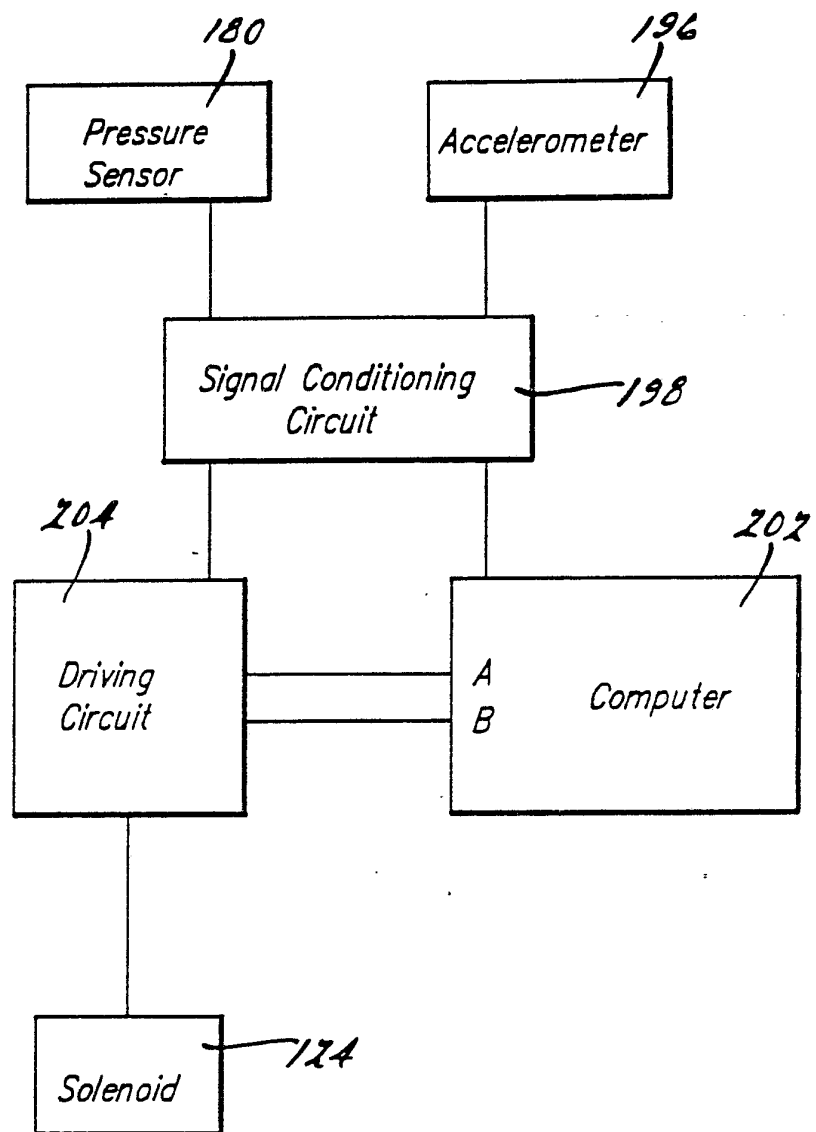 180
196
Pressure
Sensor
Accelerometer
Signal Conditioning
Circuit
198
204
202
Driving
Circuit
A
B
Computer
Solenoid
124